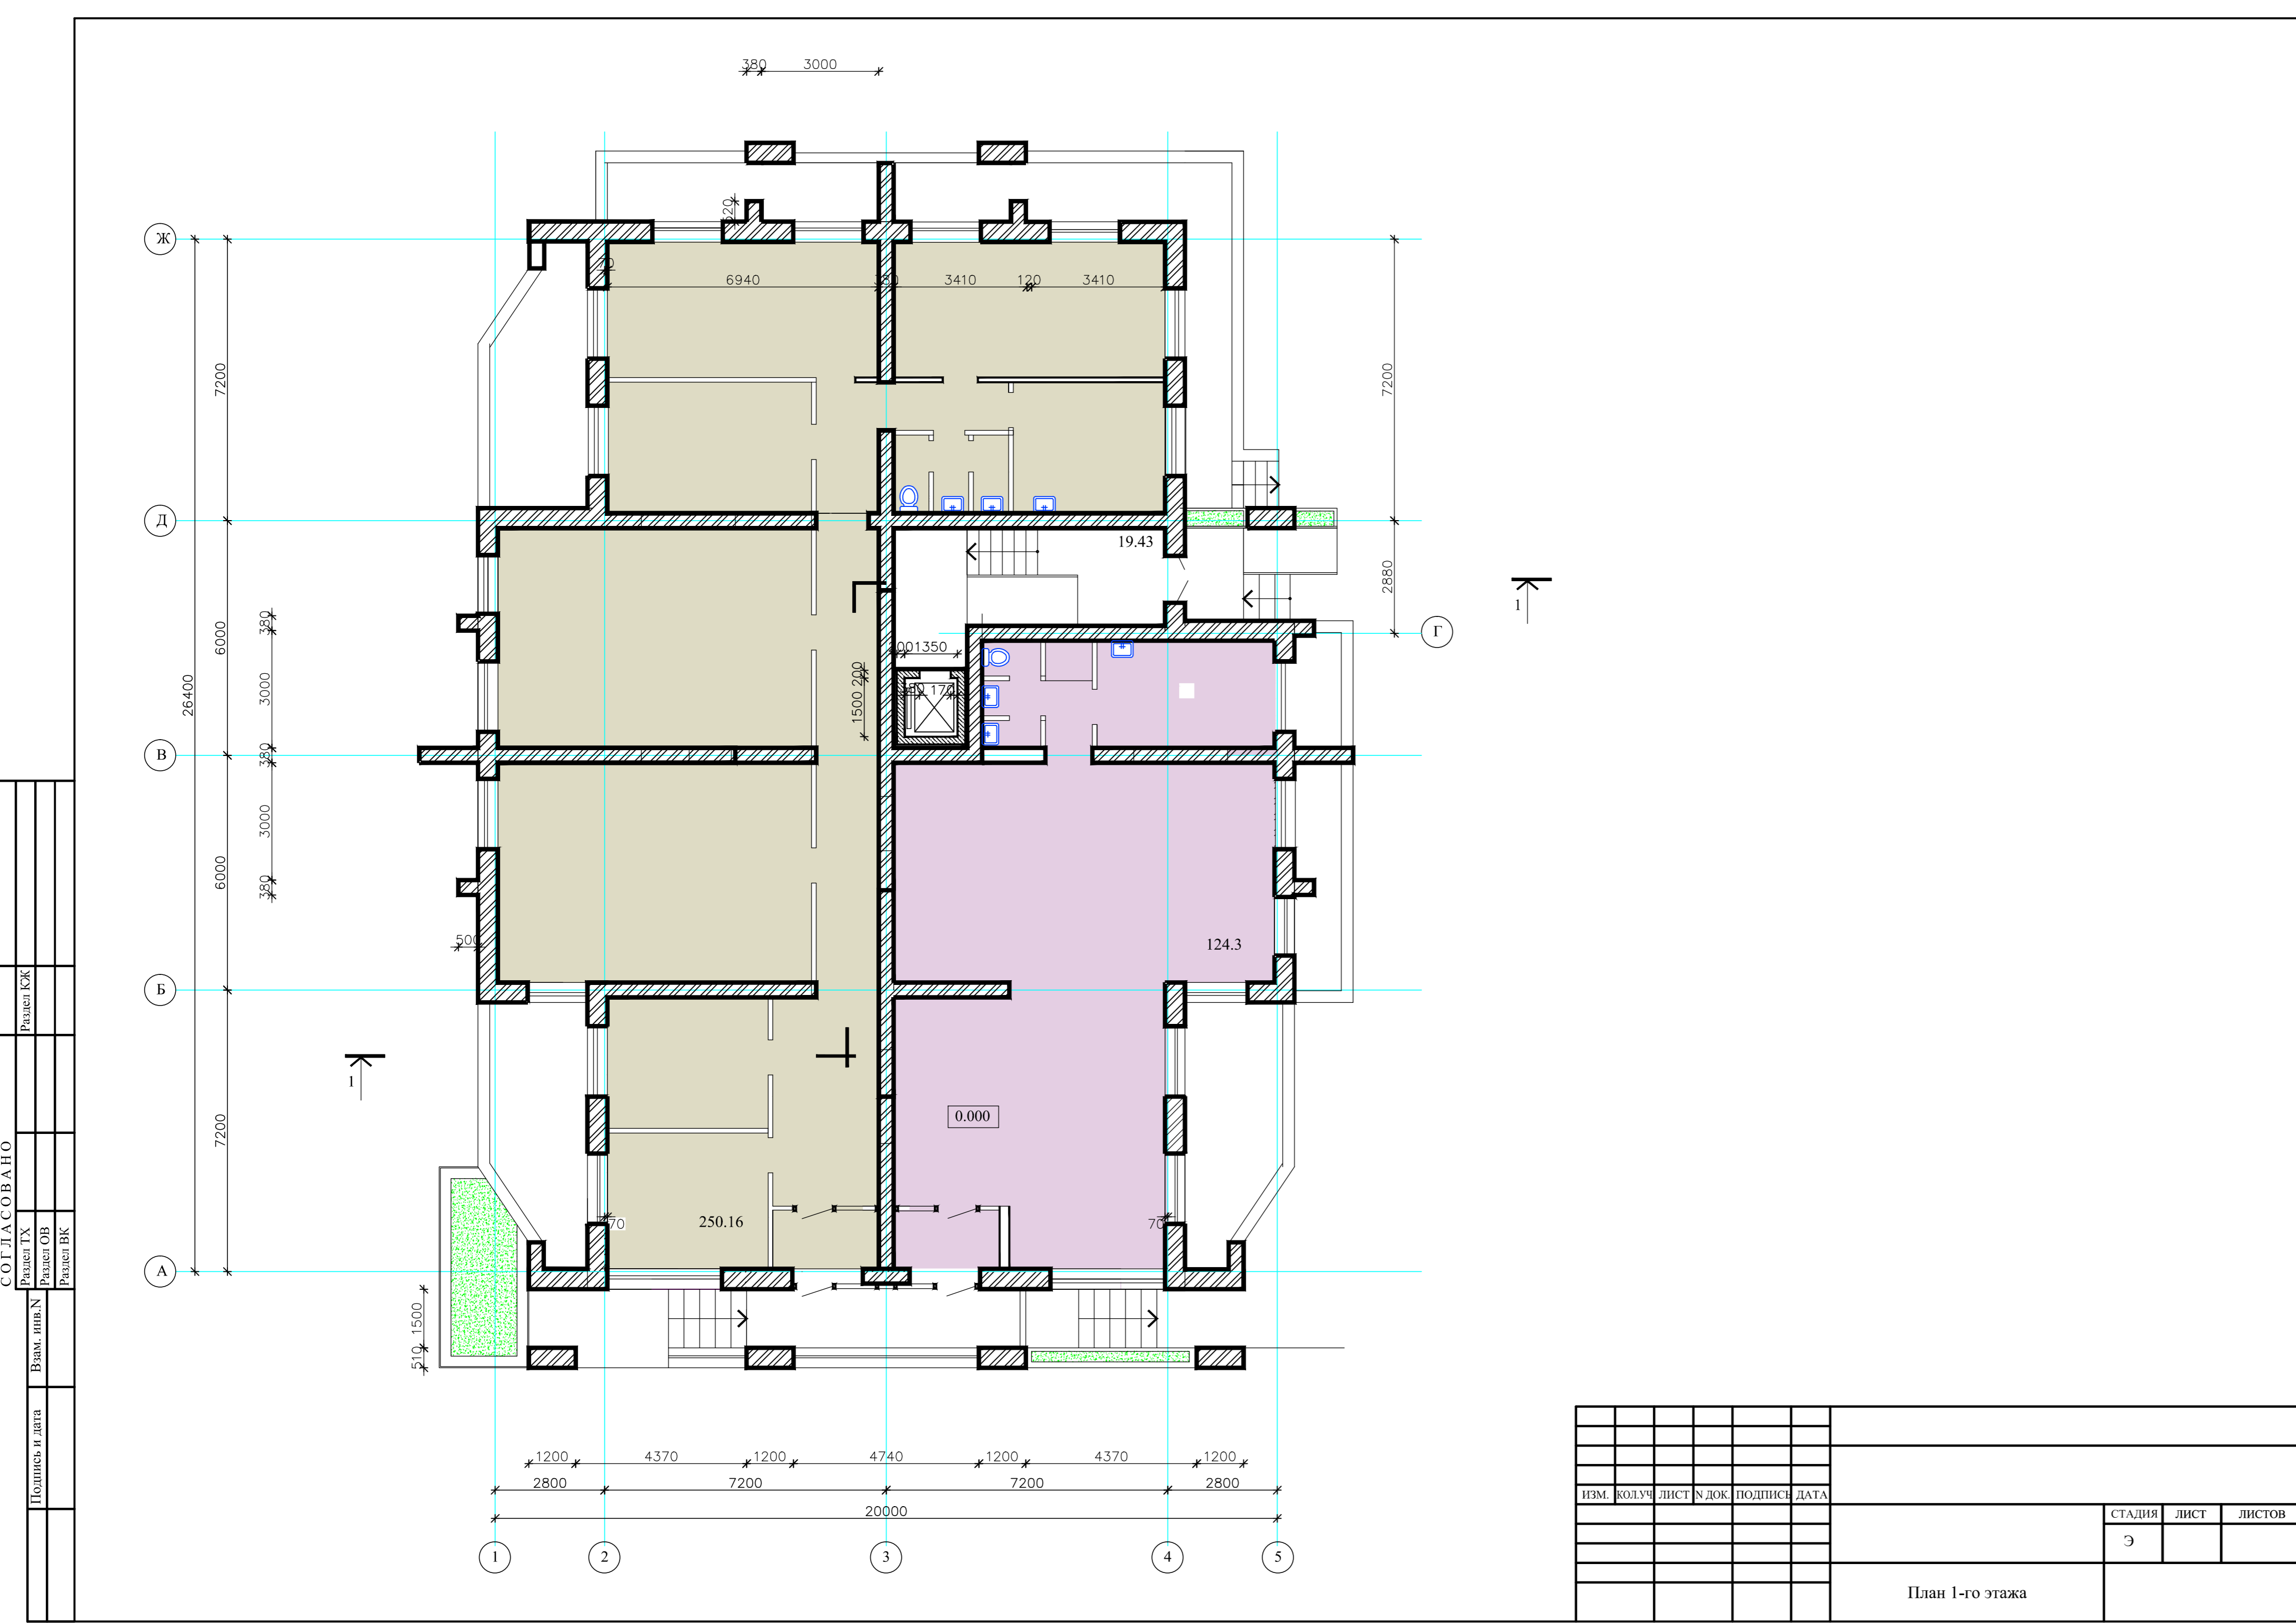 380 3000
520
Ж
70
6940 380 3410 120 3410
7200
7200
Д
19.43
2880
1
380
6000
Г
1350
200
26400
3000
170
1500
В
380
3000
6000
380
124.3
500
Б
Раздел КЖ
1
0.000
7200
СОГЛАСОВАНО
Раздел ТХ
Раздел ОВ
Раздел ВК
70
250.16
70
А
Взам. инв.N
1500
510
Подпись и дата
1200 4370 1200 4740 1200 4370 1200
2800 7200 7200 2800
20000
1 2 3 4 5
ИЗМ. КОЛ.УЧ ЛИСТ N ДОК. ПОДПИСЬ ДАТА
СТАДИЯ ЛИСТ ЛИСТОВ
Э
План 1-го этажа